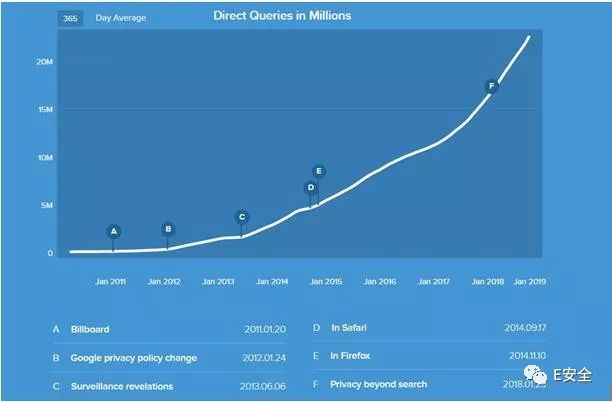 365 Day Average
Direct Queries in Millions
20M
15M
10M
5M
0
A
B
C
D
E
F
Jan 2011 Jan 2012 Jan 2013 Jan 2014 Jan 2015 Jan 2016 Jan 2017 Jan 2018 Jan 2019
A Billboard 2011.01.20
B Google privacy policy change 2012.01.24
C Surveillance revelations 2013.06.06
D In Safari 2014.09.17
E In Firefox 2014.11.10
F Privacy beyond search
E安全